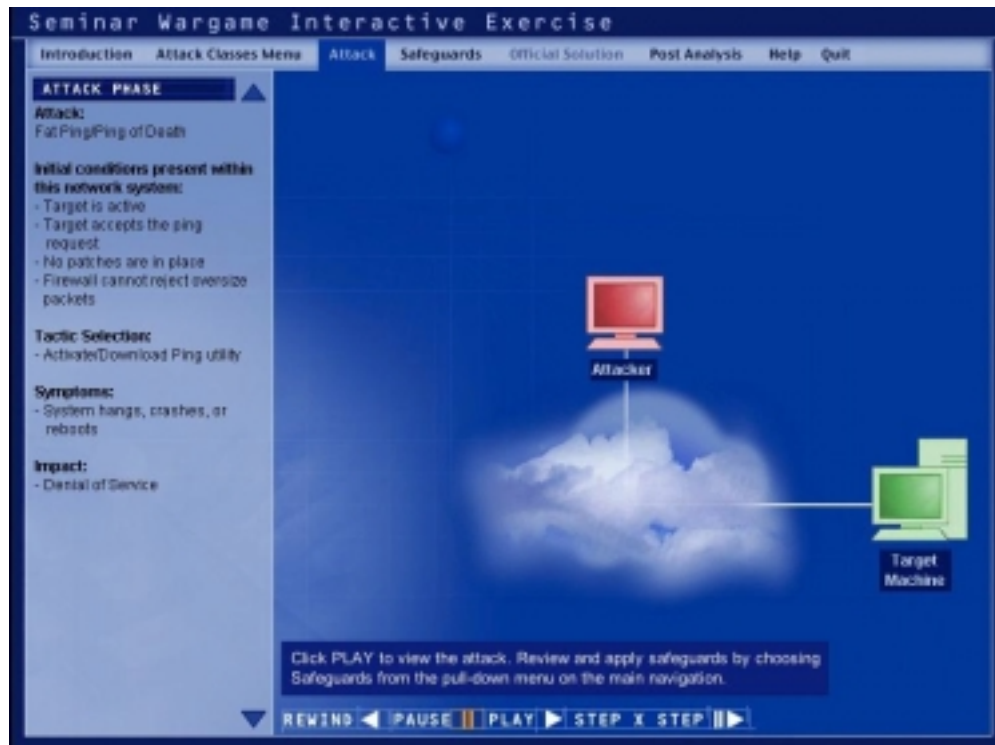 Seminar Wargame Interactive Exercise
Introduction Attack Classes Menu Attack Safeguards Official Solution Post Analysis Help Quit
ATTACK PHASE
Attack:
Fat Ping/Ping of Death
Initial conditions present within
this network system:
- Target is active
- Target accepts the ping
request
- No patches are in place
- Firewall cannot reject oversize
packets
Tactic Selection:
- Activate/Download Ping utility
Symptoms:
- System hangs, crashes, or
reboots
Impact:
- Denial of Service
Attacker
Target
Machine
Click PLAY to view the attack. Review and apply safeguards by choosing
Safeguards from the pull-down menu on the main navigation.
REWIND PAUSE PLAY STEP X STEP